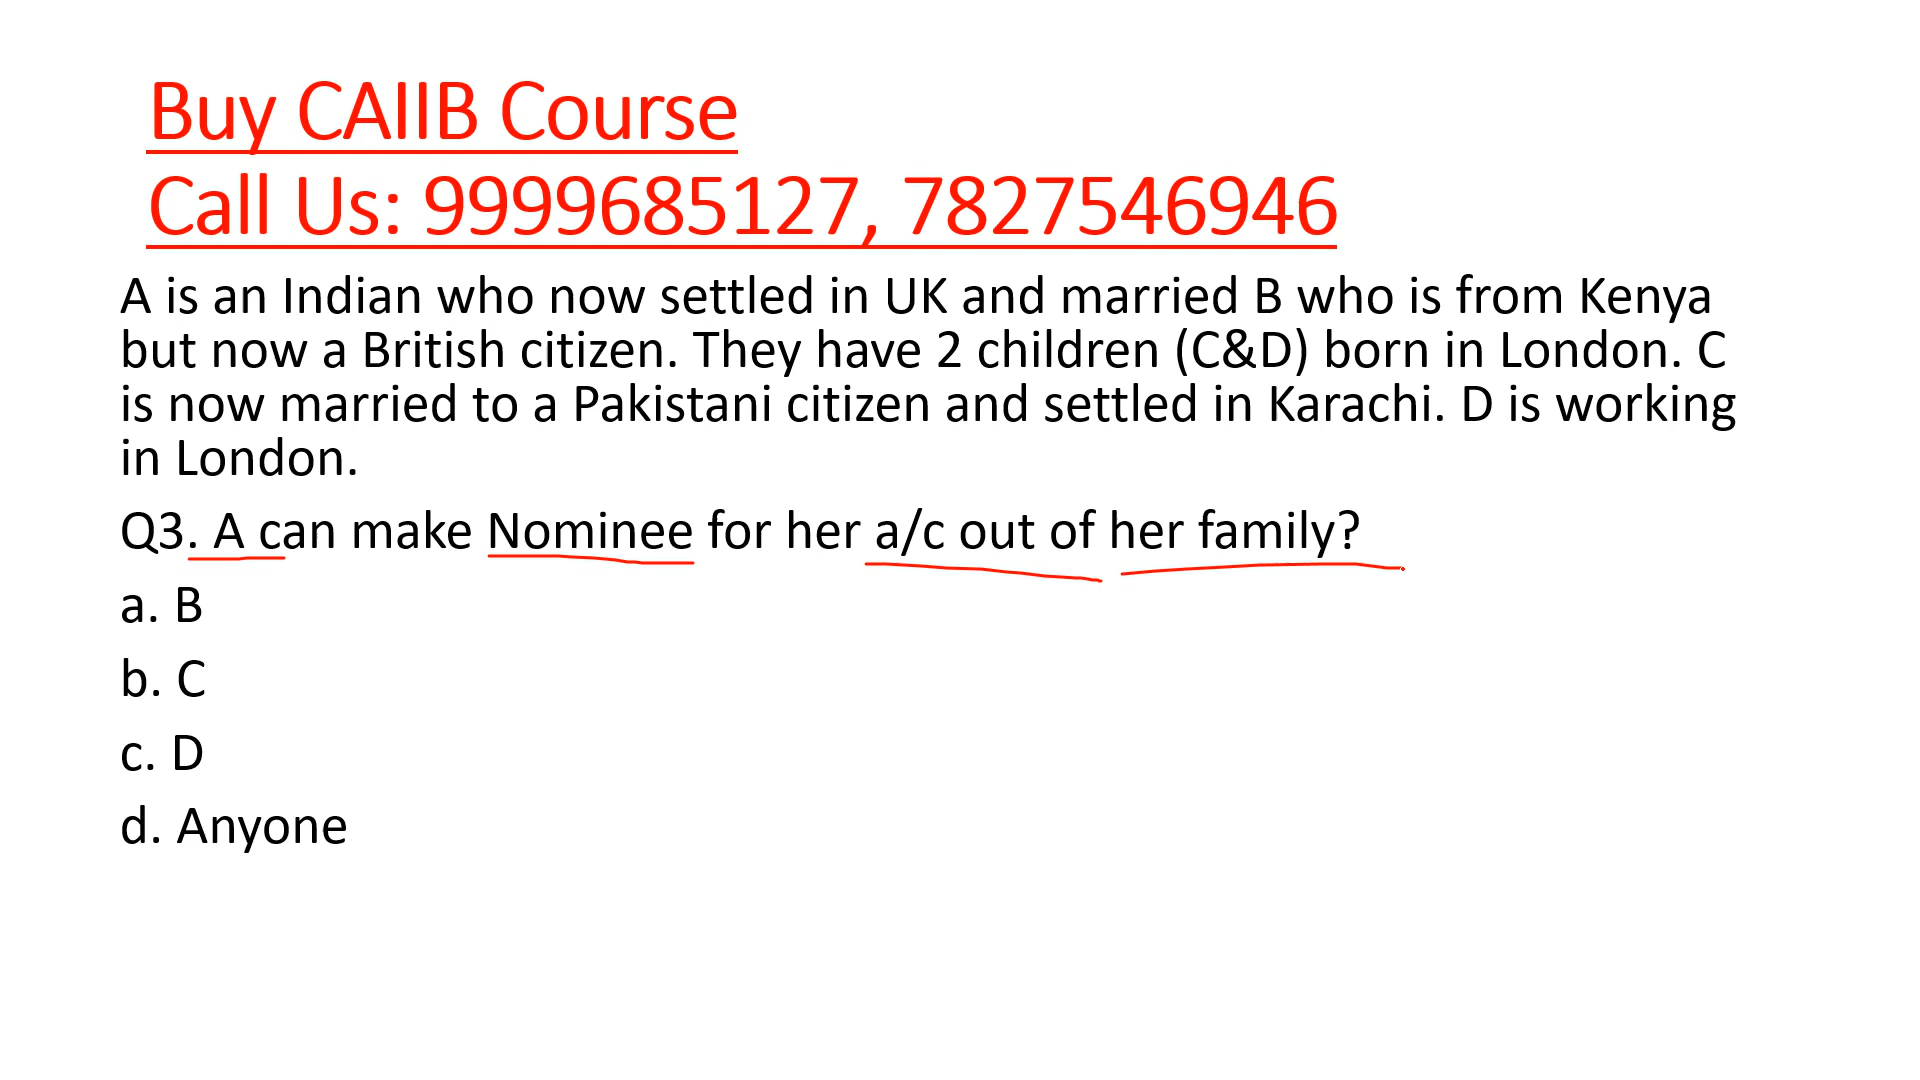 Buy CAIIB Course
Call Us: 9999685127, 7827546946
A is an Indian who now settled in UK and married B who is from Kenya
but now a British citizen. They have 2 children (C&D) born in London. C
is now married to a Pakistani citizen and settled in Karachi. D is working
in London.
Q3. A can make Nominee for her a/c out of her family?
a. B
b. C
c. D
d. Anyone